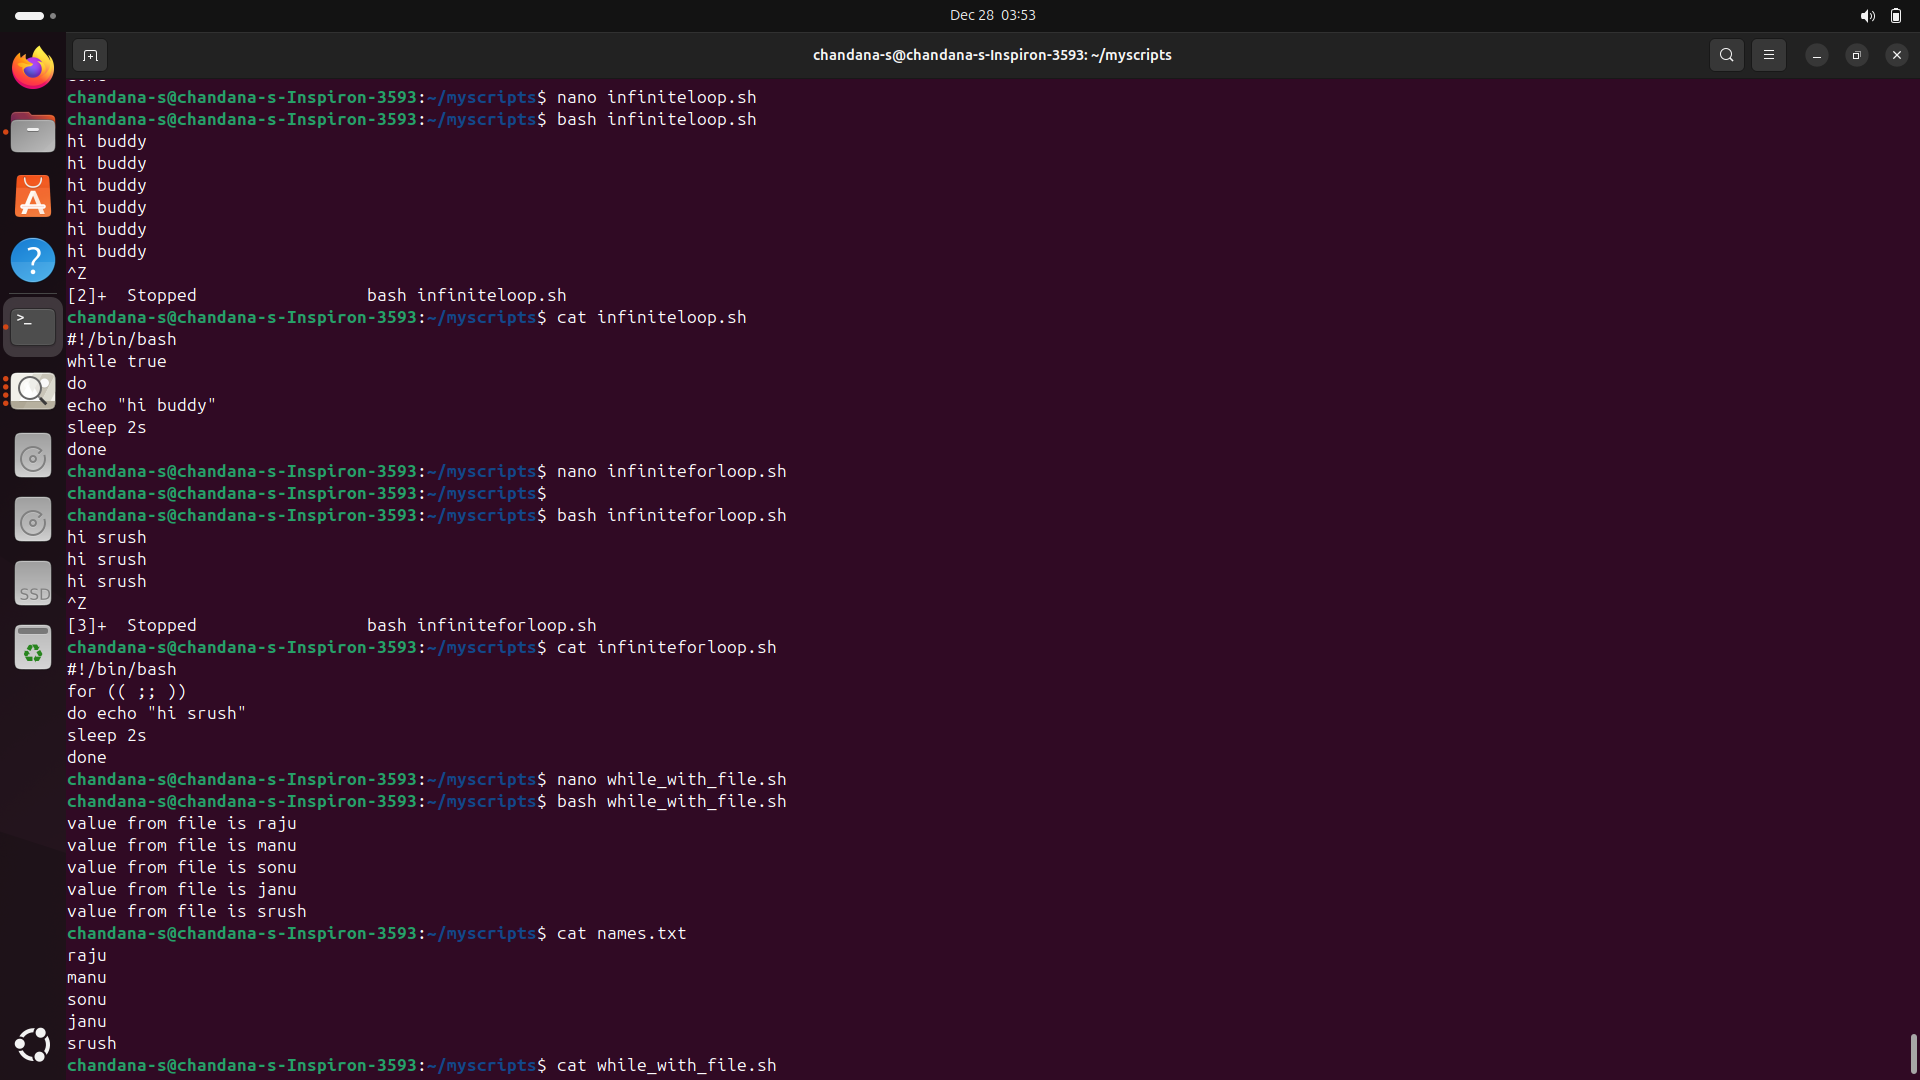 Dec 28 03:53
chandana-s@chandana-s-Inspiron-3593: ~/myscripts
chandana-s@chandana-s-Inspiron-3593:~/myscripts$ nano infiniteloop.sh
chandana-s@chandana-s-Inspiron-3593:~/myscripts$ bash infiniteloop.sh
hi buddy
hi buddy
hi buddy
hi buddy
hi buddy
hi buddy
^Z
[2]+  Stopped                 bash infiniteloop.sh
chandana-s@chandana-s-Inspiron-3593:~/myscripts$ cat infiniteloop.sh
#!/bin/bash
while true
do
echo "hi buddy"
sleep 2s
done
chandana-s@chandana-s-Inspiron-3593:~/myscripts$ nano infiniteforloop.sh
chandana-s@chandana-s-Inspiron-3593:~/myscripts$
chandana-s@chandana-s-Inspiron-3593:~/myscripts$ bash infiniteforloop.sh
hi srush
hi srush
hi srush
^Z
[3]+  Stopped                 bash infiniteforloop.sh
chandana-s@chandana-s-Inspiron-3593:~/myscripts$ cat infiniteforloop.sh
#!/bin/bash
for (( ;; ))
do echo "hi srush"
sleep 2s
done
chandana-s@chandana-s-Inspiron-3593:~/myscripts$ nano while_with_file.sh
chandana-s@chandana-s-Inspiron-3593:~/myscripts$ bash while_with_file.sh
value from file is raju
value from file is manu
value from file is sonu
value from file is janu
value from file is srush
chandana-s@chandana-s-Inspiron-3593:~/myscripts$ cat names.txt
raju
manu
sonu
janu
srush
chandana-s@chandana-s-Inspiron-3593:~/myscripts$ cat while_with_file.sh
SSD